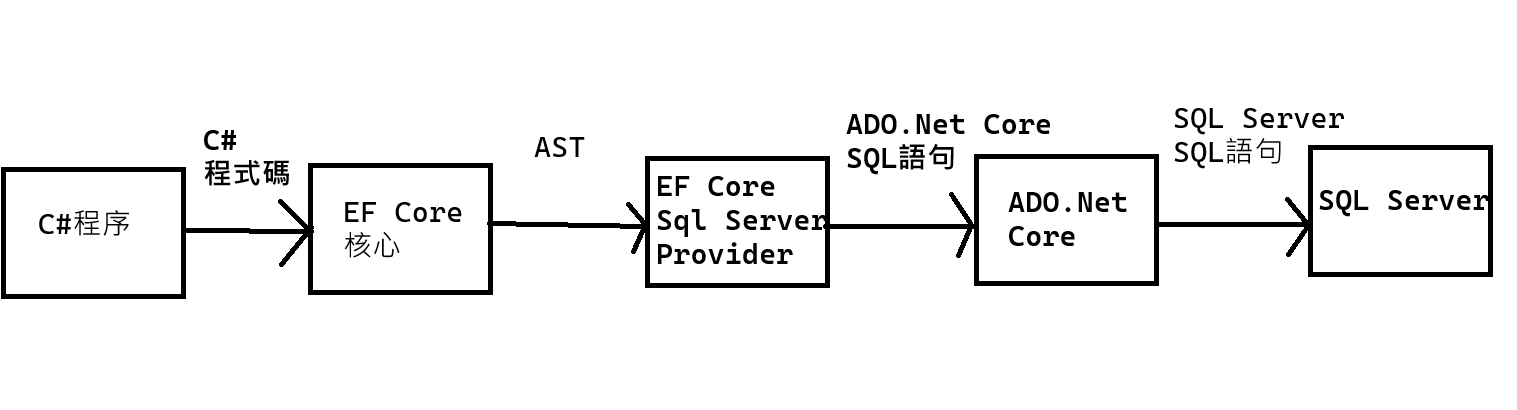 C#程序
C#
程式碼
EF Core
核心
AST
EF Core
Sql Server
Provider
ADO.Net Core
SQL語句
ADO.Net
Core
SQL Server
SQL語句
SQL Server